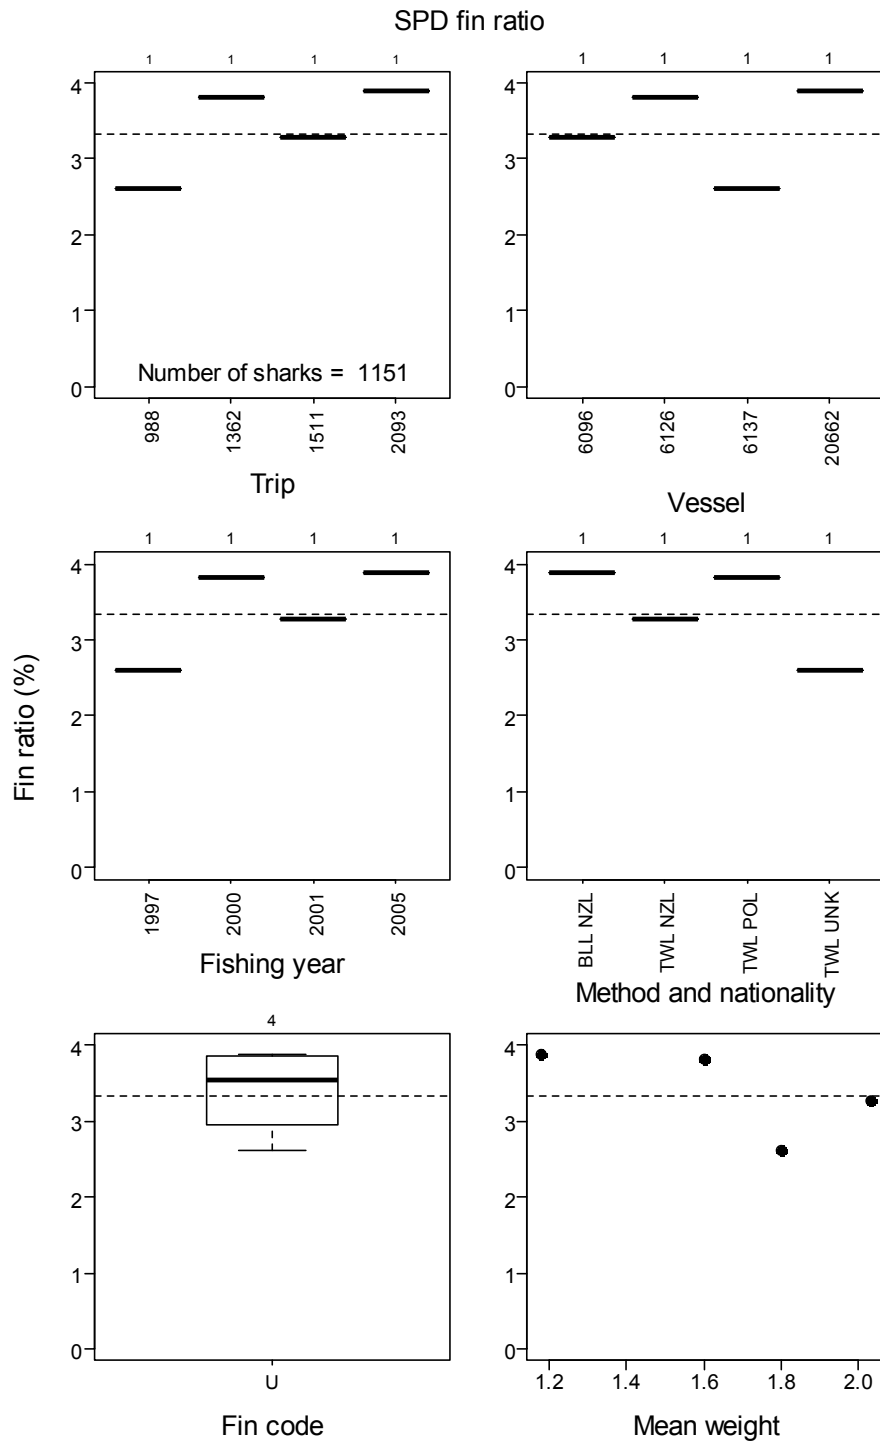 SPD fin ratio
1 1 1 1
4
3
2
1
0
Number of sharks = 1151
988 1362 1511 2093
Trip
1 1 1 1
4
3
2
1
0
6096 6126 6137 20662
Vessel
Fin ratio (%)
1 1 1 1
4
3
2
1
0
1997 2000 2001 2005
Fishing year
1 1 1 1
4
3
2
1
0
BLL NZL TWL NZL TWL POL TWL UNK
Method and nationality
4
4
3
2
1
0
U
Fin code
4
3
2
1
0
1.2 1.4 1.6 1.8 2.0
Mean weight